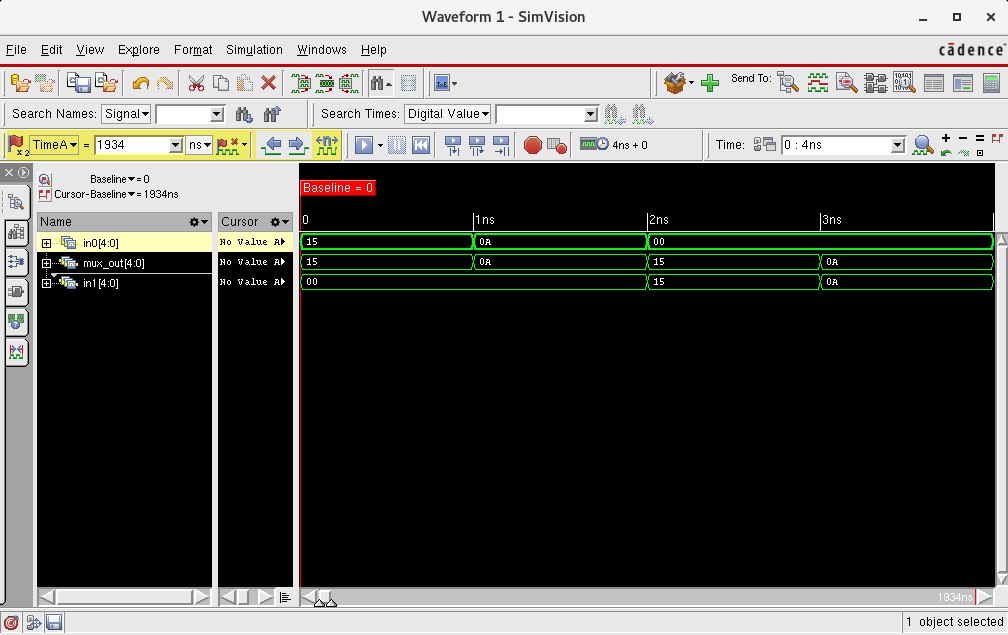 Waveform 1 - SimVision
File Edit View Explore Format Simulation Windows Help
cādence
Send To:
Search Names: Signal
Search Times: Digital Value
TimeA = 1934 ns
4ns + 0
Time: 0 : 4ns
Baseline = 0
Cursor-Baseline = 1934ns
Baseline = 0
Name Cursor
0 1ns 2ns 3ns
in0[4:0] No Value A 15 0A 00
mux_out[4:0] No Value A 15 0A 15 0A
in1[4:0] No Value A 00 15 0A
1934ns
1 object selected